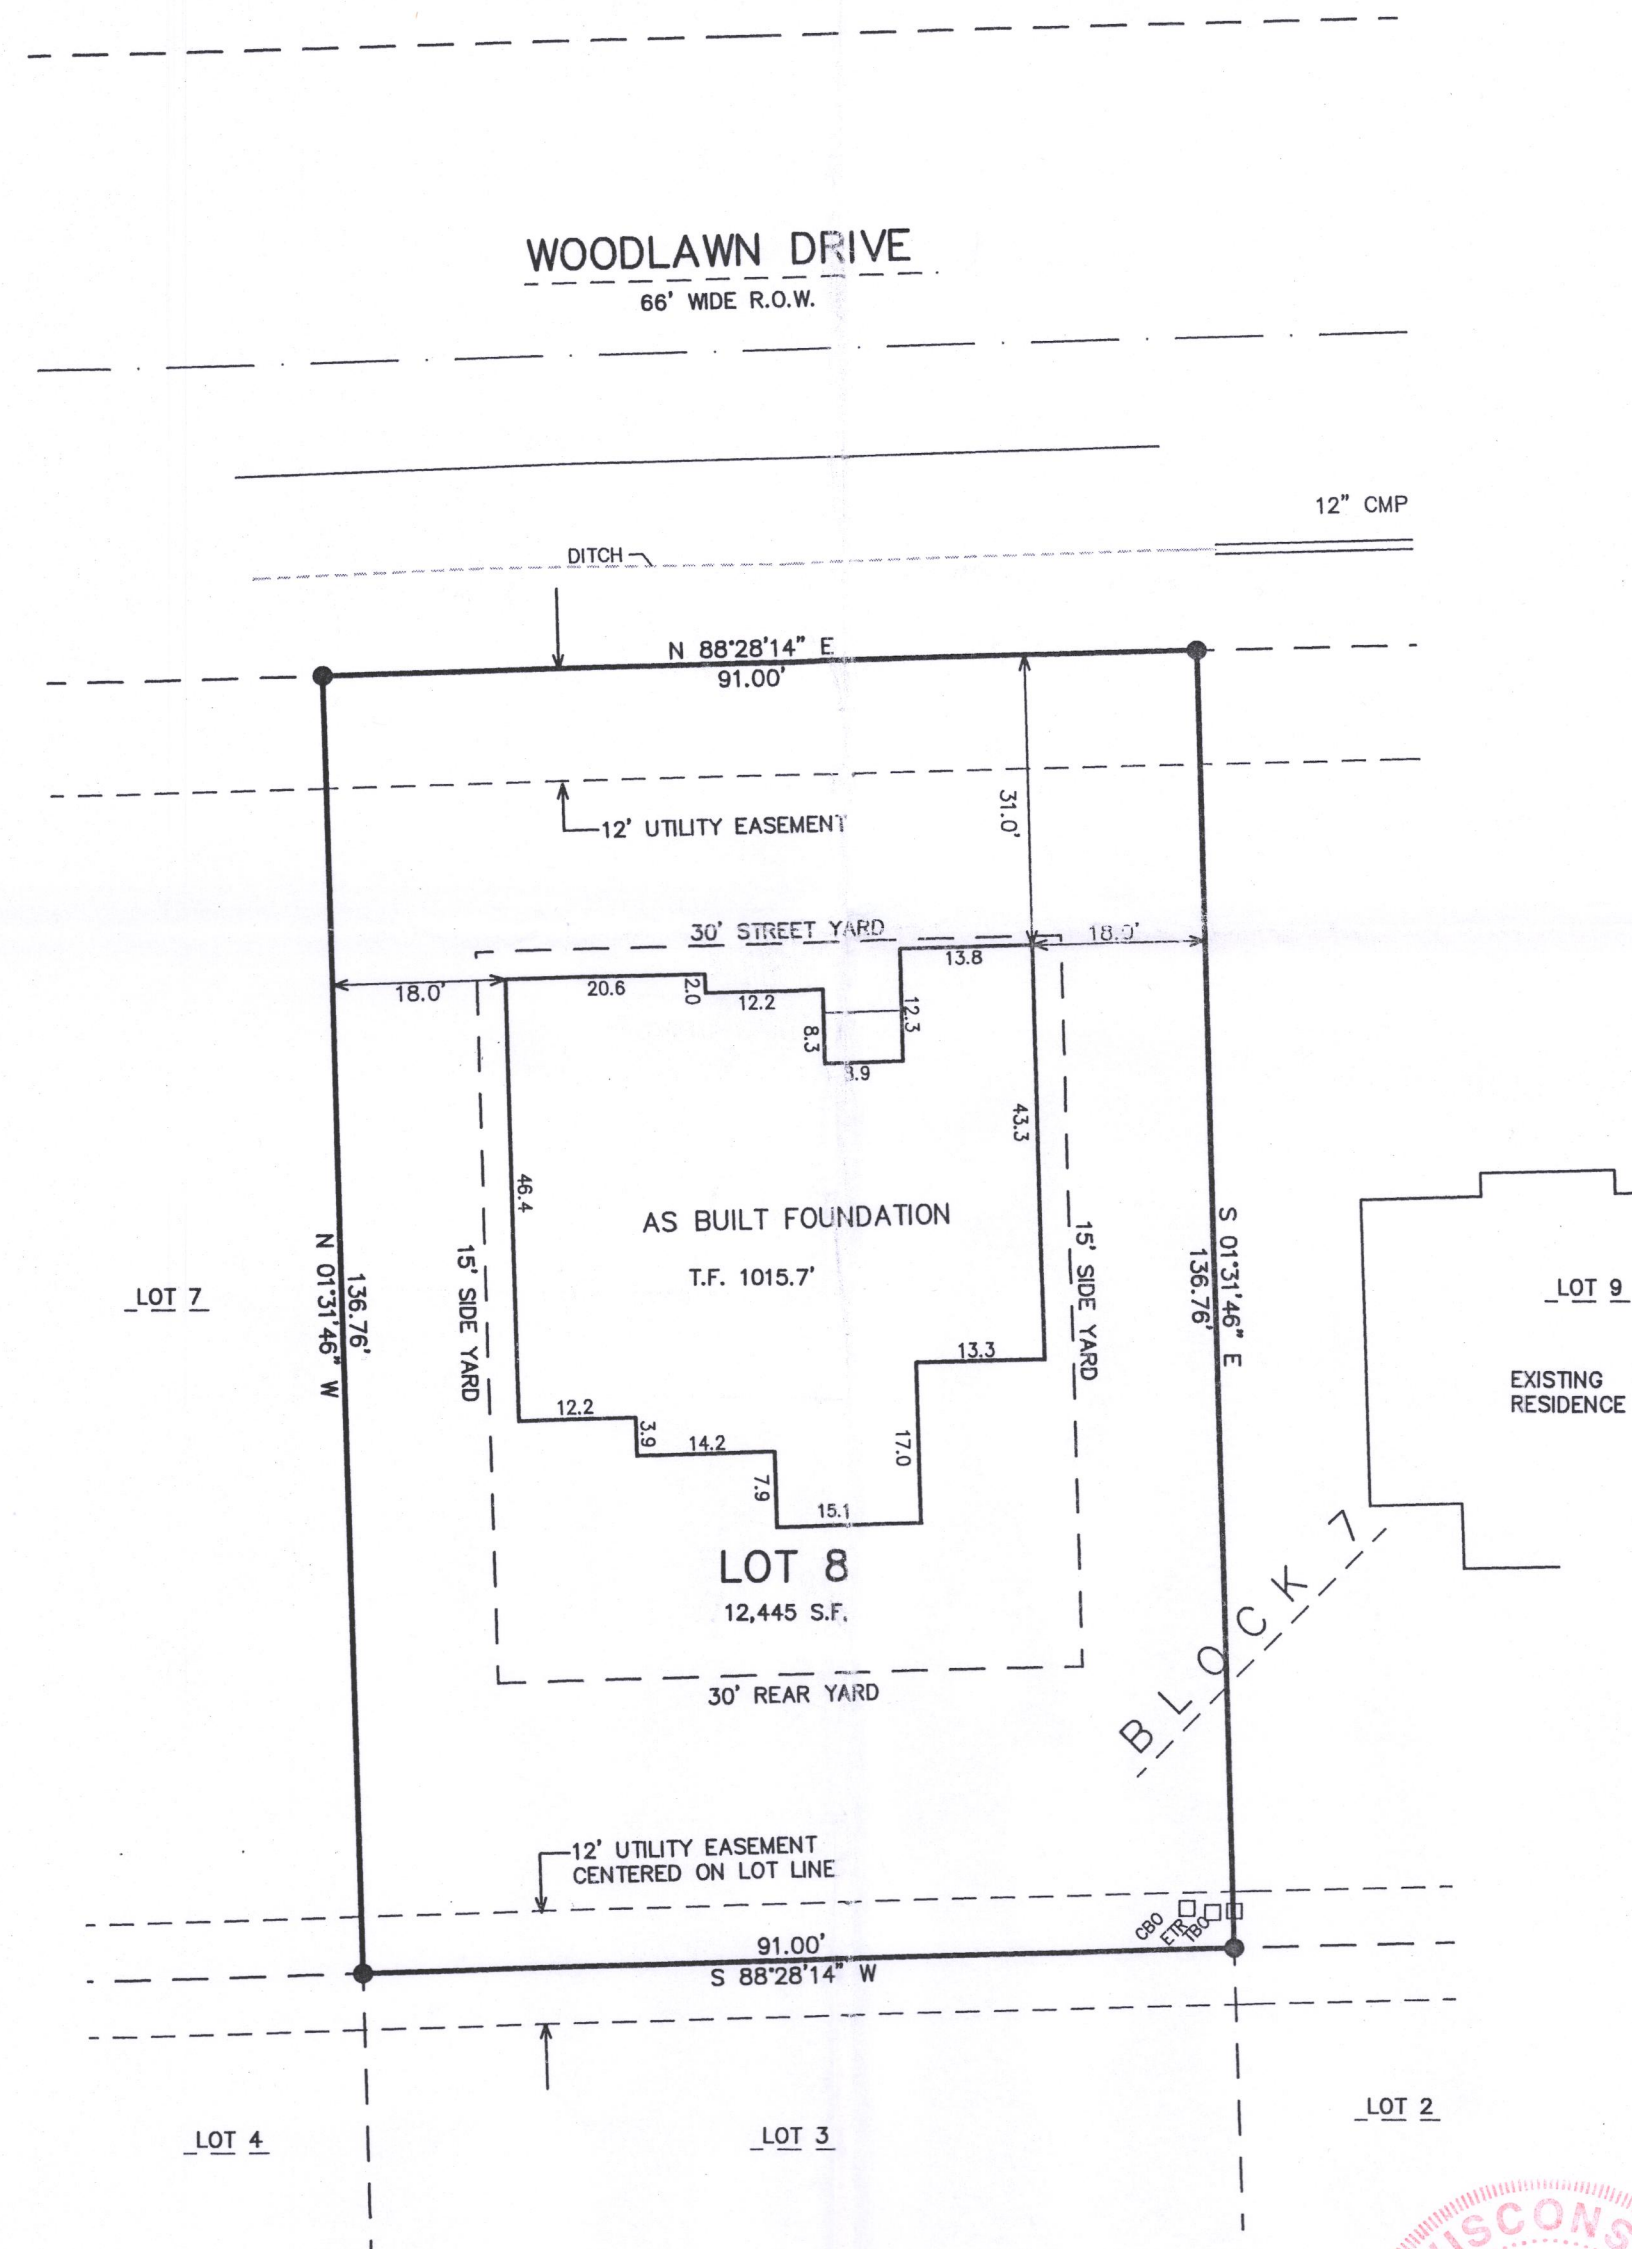 WOODLAWN DRIVE
66' WIDE R.O.W.
12" CMP
DITCH
N 88°28'14" E
91.00'
12' UTILITY EASEMENT
31.0'
30' STREET YARD
18.0'
13.8
18.0'
20.6
2.0
12.2
12.3
8.3
43.3
46.4
AS BUILT FOUNDATION
T.F. 1015.7'
N 01°31'46" W
136.76'
15' SIDE YARD
15' SIDE YARD
S 01°31'46" E
136.76'
LOT 7
LOT 9
EXISTING
RESIDENCE
13.3
12.2
3.9
14.2
17.0
7.9
15.1
LOT 8
12,445 S.F.
BLOCK 7
30' REAR YARD
12' UTILITY EASEMENT
CENTERED ON LOT LINE
CBO
ETR
TBO
91.00'
S 88°28'14" W
LOT 4
LOT 3
LOT 2